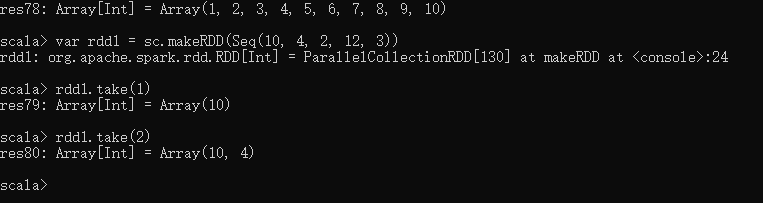 res78: Array[Int] = Array(1, 2, 3, 4, 5, 6, 7, 8, 9, 10)
scala> var rdd1 = sc.makeRDD(Seq(10, 4, 2, 12, 3))
rdd1: org.apache.spark.rdd.RDD[Int] = ParallelCollectionRDD[130] at makeRDD at <console>:24
scala> rdd1.take(1)
res79: Array[Int] = Array(10)
scala> rdd1.take(2)
res80: Array[Int] = Array(10, 4)
scala>